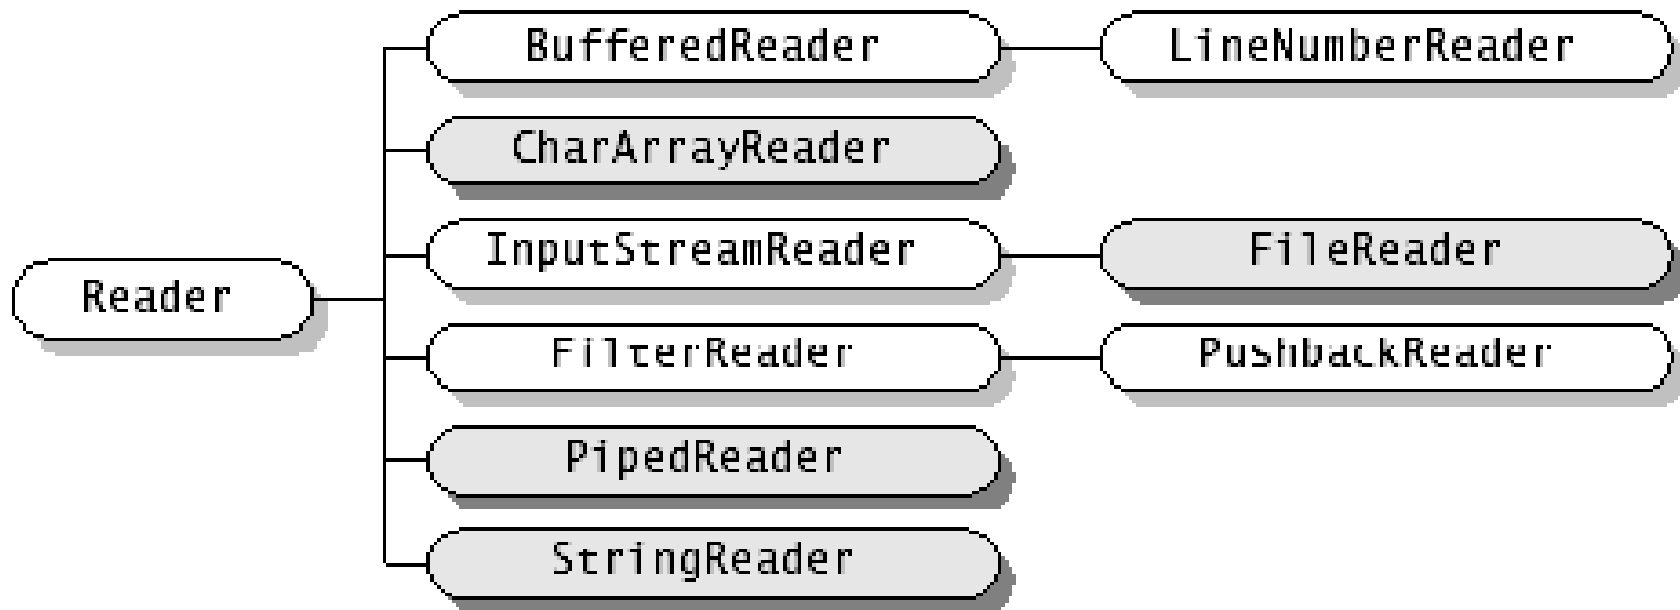 BufferedReader
LineNumberReader
CharArrayReader
InputStreamReader
FileReader
Reader
FilterReader
PushbackReader
PipedReader
StringReader